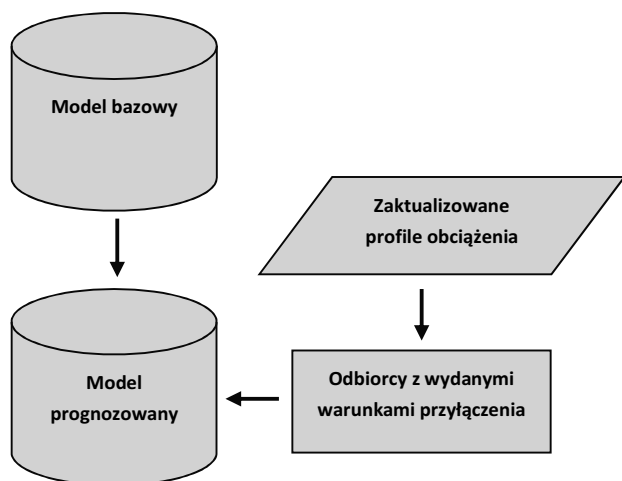 Model bazowy
Zaktualizowane
profile obciążenia
Model
prognozowany
Odbiorcy z wydanymi
warunkami przyłączenia